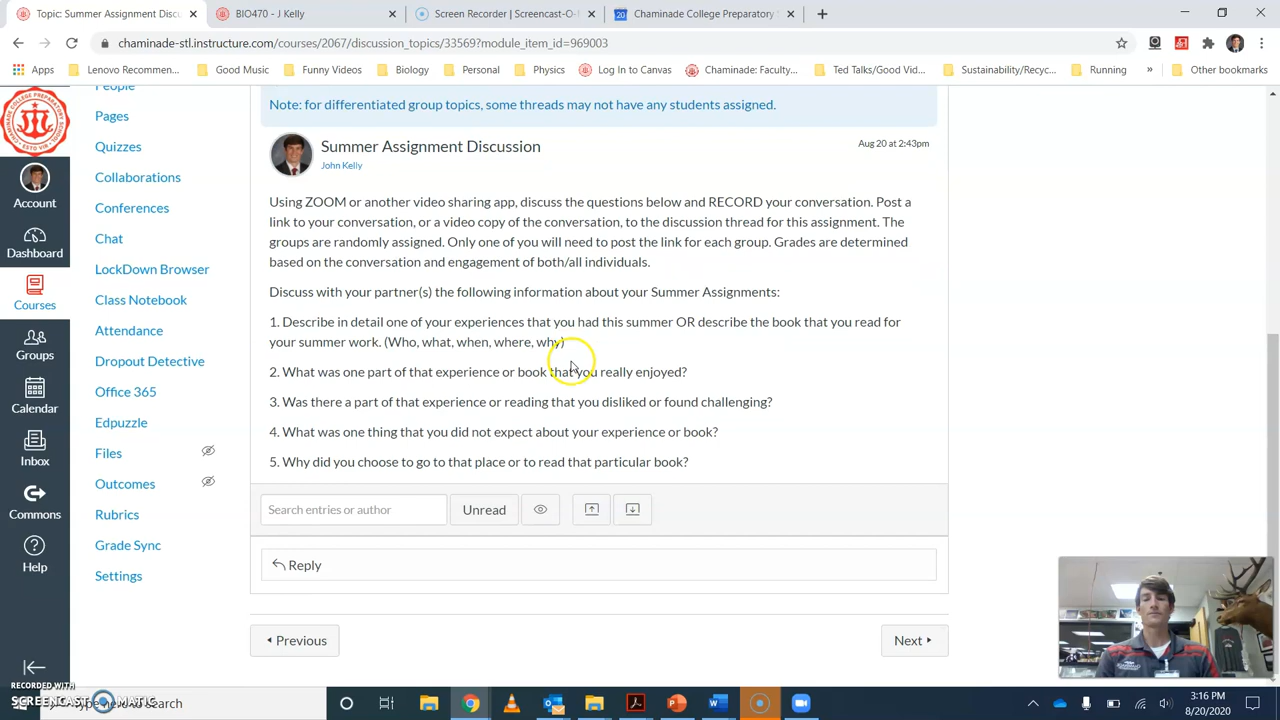 Topic: Summer Assignment Discu
BIO470 - J Kelly
Screen Recorder | Screencast-O-
20
Chaminade College Preparatory
chaminade-stl.instructure.com/courses/2067/discussion_topics/33569?module_item_id=969003
Apps
Lenovo Recommen...
Good Music
Funny Videos
Biology
Personal
Physics
Log In to Canvas
Chaminade: Faculty...
Ted Talks/Good Vid...
Sustainability/Recyc...
Running
»
Other bookmarks
People
Pages
Quizzes
Collaborations
Conferences
Chat
LockDown Browser
Class Notebook
Attendance
Dropout Detective
Office 365
Edpuzzle
Files
Outcomes
Rubrics
Grade Sync
Settings
Account
Dashboard
Courses
Groups
Calendar
Inbox
Commons
Help
Note: for differentiated group topics, some threads may not have any students assigned.
Summer Assignment Discussion
Aug 20 at 2:43pm
John Kelly
Using ZOOM or another video sharing app, discuss the questions below and RECORD your conversation. Post a
link to your conversation, or a video copy of the conversation, to the discussion thread for this assignment. The
groups are randomly assigned. Only one of you will need to post the link for each group. Grades are determined
based on the conversation and engagement of both/all individuals.
Discuss with your partner(s) the following information about your Summer Assignments:
1. Describe in detail one of your experiences that you had this summer OR describe the book that you read for
your summer work. (Who, what, when, where, why)
2. What was one part of that experience or book that you really enjoyed?
3. Was there a part of that experience or reading that you disliked or found challenging?
4. What was one thing that you did not expect about your experience or book?
5. Why did you choose to go to that place or to read that particular book?
Search entries or author
Unread
Reply
Previous
Next
RECORDED WITH
SCREENCAST MATIC
here to search
3:16 PM
8/20/2020